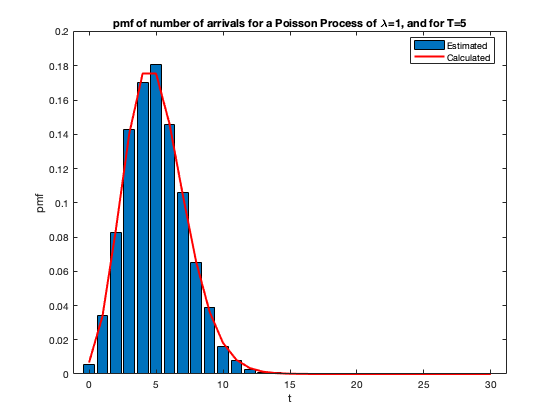 pmf of number of arrivals for a Poisson Process of λ=1, and for T=5
Estimated
Calculated
0.2
0.18
0.16
0.14
0.12
0.1
0.08
0.06
0.04
0.02
0
pmf
0 5 10 15 20 25 30
t